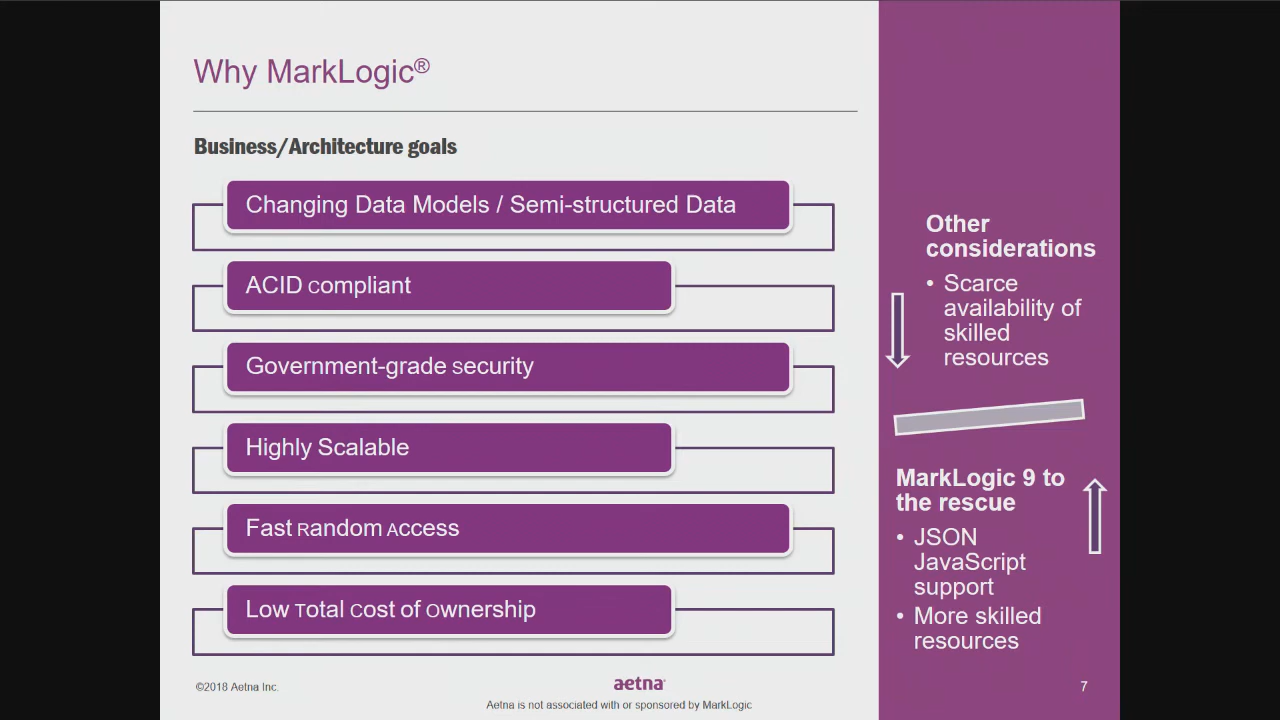 Why MarkLogic®
Business/Architecture goals
Changing Data Models / Semi-structured Data
ACID compliant
Government-grade security
Highly Scalable
Fast Random Access
Low Total Cost of Ownership
Other
considerations
• Scarce
availability of
skilled
resources
MarkLogic 9 to
the rescue
• JSON
JavaScript
support
• More skilled
resources
©2018 Aetna Inc.
aetna
Aetna is not associated with or sponsored by MarkLogic
7